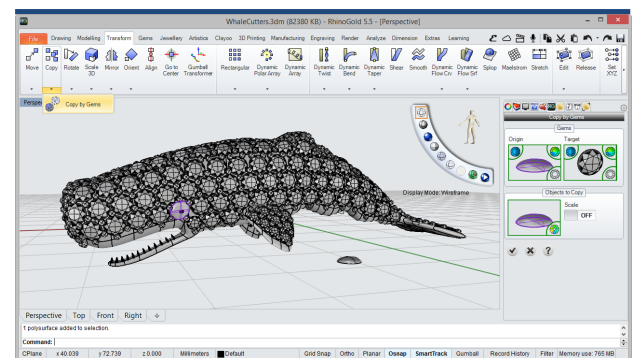 WhaleCutters.3dm (82380 KB) - RhinoGold 5.5 - [Perspective]
File Drawing Modelling Transform Gems Jewellery Artistica Clayoo 3D Printing Manufacturing Engraving Render Analyze Dimension Extras Learning
Move Copy Rotate Scale 3D Mirror Orient Align Go to Center Gumball Transformer Rectangular Dynamic Polar Array Dynamic Array Dynamic Twist Dynamic Bend Dynamic Taper Shear Smooth Dynamic Flow Crv Dynamic Flow Srf Splop Maelstrom Stretch Edit Release Set XYZ
Perspe
Copy by Gems
Copy by Gems
Gems
Origin Target
Display Mode: Wireframe
Objects to Copy
Scale
OFF
Perspective Top Front Right
1 polysurface added to selection.
Command:
CPlane x 40.039 y 72.739 z 0.000 Millimeters Default Grid Snap Ortho Planar Osnap SmartTrack Gumball Record History Filter Memory use: 765 MB